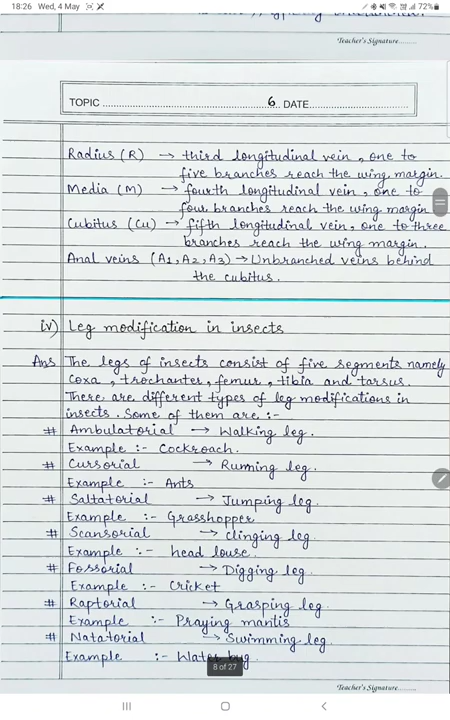 18:26 Wed, 4 May
72%
Teacher's Signature.........
TOPIC ........................ 6. DATE........................
Radius (R) → third longitudinal vein, one to
five branches reach the wing margin.
Media (M) → fourth longitudinal vein, one to
four branches reach the wing margin
Cubitus (Cu) → fifth longitudinal vein, one to three
branches reach the wing margin.
Anal veins (A1, A2, A3) → Unbranched veins behind
the cubitus.
iv) Leg modification in insects
Ans The legs of insects consist of five segments namely
coxa, trochanter, femur, tibia and tarsus.
There are different types of leg modifications in
insects. Some of them are :-
# Ambulatorial → Walking leg.
Example :- Cockroach.
# Cursorial → Running leg.
Example :- Ants
# Saltatorial → Jumping leg.
Example :- Grasshopper
# Scansorial → clinging leg.
Example :- head louse.
# Fossorial → Digging leg.
Example :- Cricket
# Raptorial → Grasping leg.
Example :- Praying mantis
# Natatorial → Swimming leg.
Example :- Water bug.
8 of 27
Teacher's Signature.........